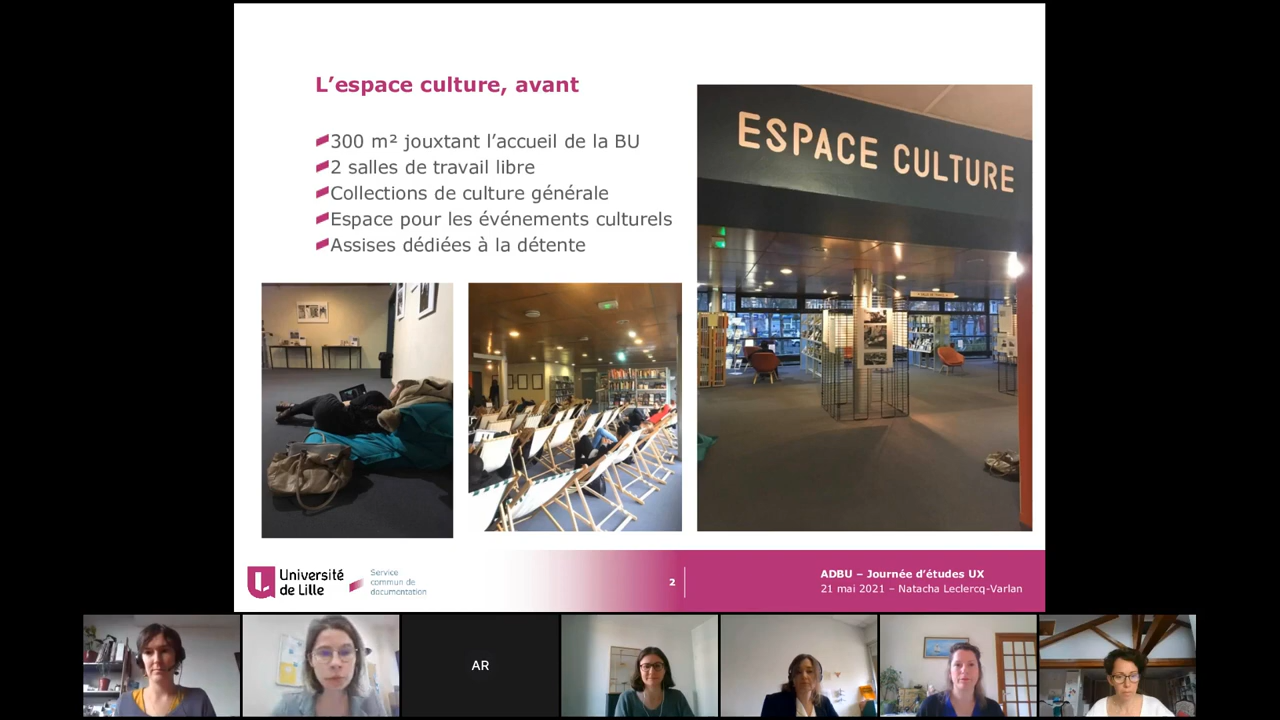 L'espace culture, avant
300 m² jouxtant l'accueil de la BU
2 salles de travail libre
Collections de culture générale
Espace pour les événements culturels
Assises dédiées à la détente
ESPACE CULTURE
Université
de Lille
Service
commun de
documentation
2
ADBU – Journée d'études UX
21 mai 2021 – Natacha Leclercq-Varlan
AR